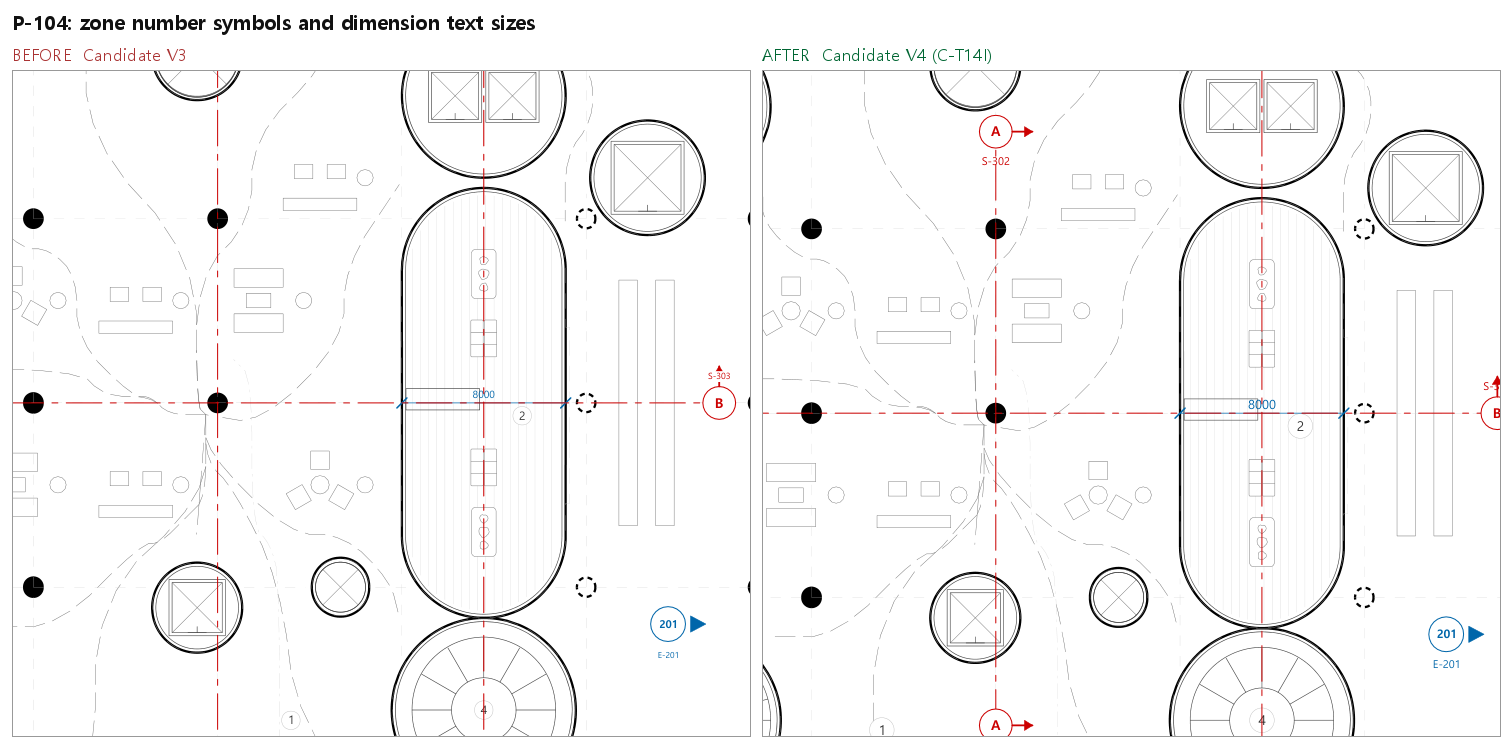 P-104: zone number symbols and dimension text sizes
BEFORE Candidate V3
AFTER Candidate V4 (C-T14I)
8000
2
S-303
B
201
E-201
1
4
A
S-302
8000
2
B
201
E-201
1
A
4